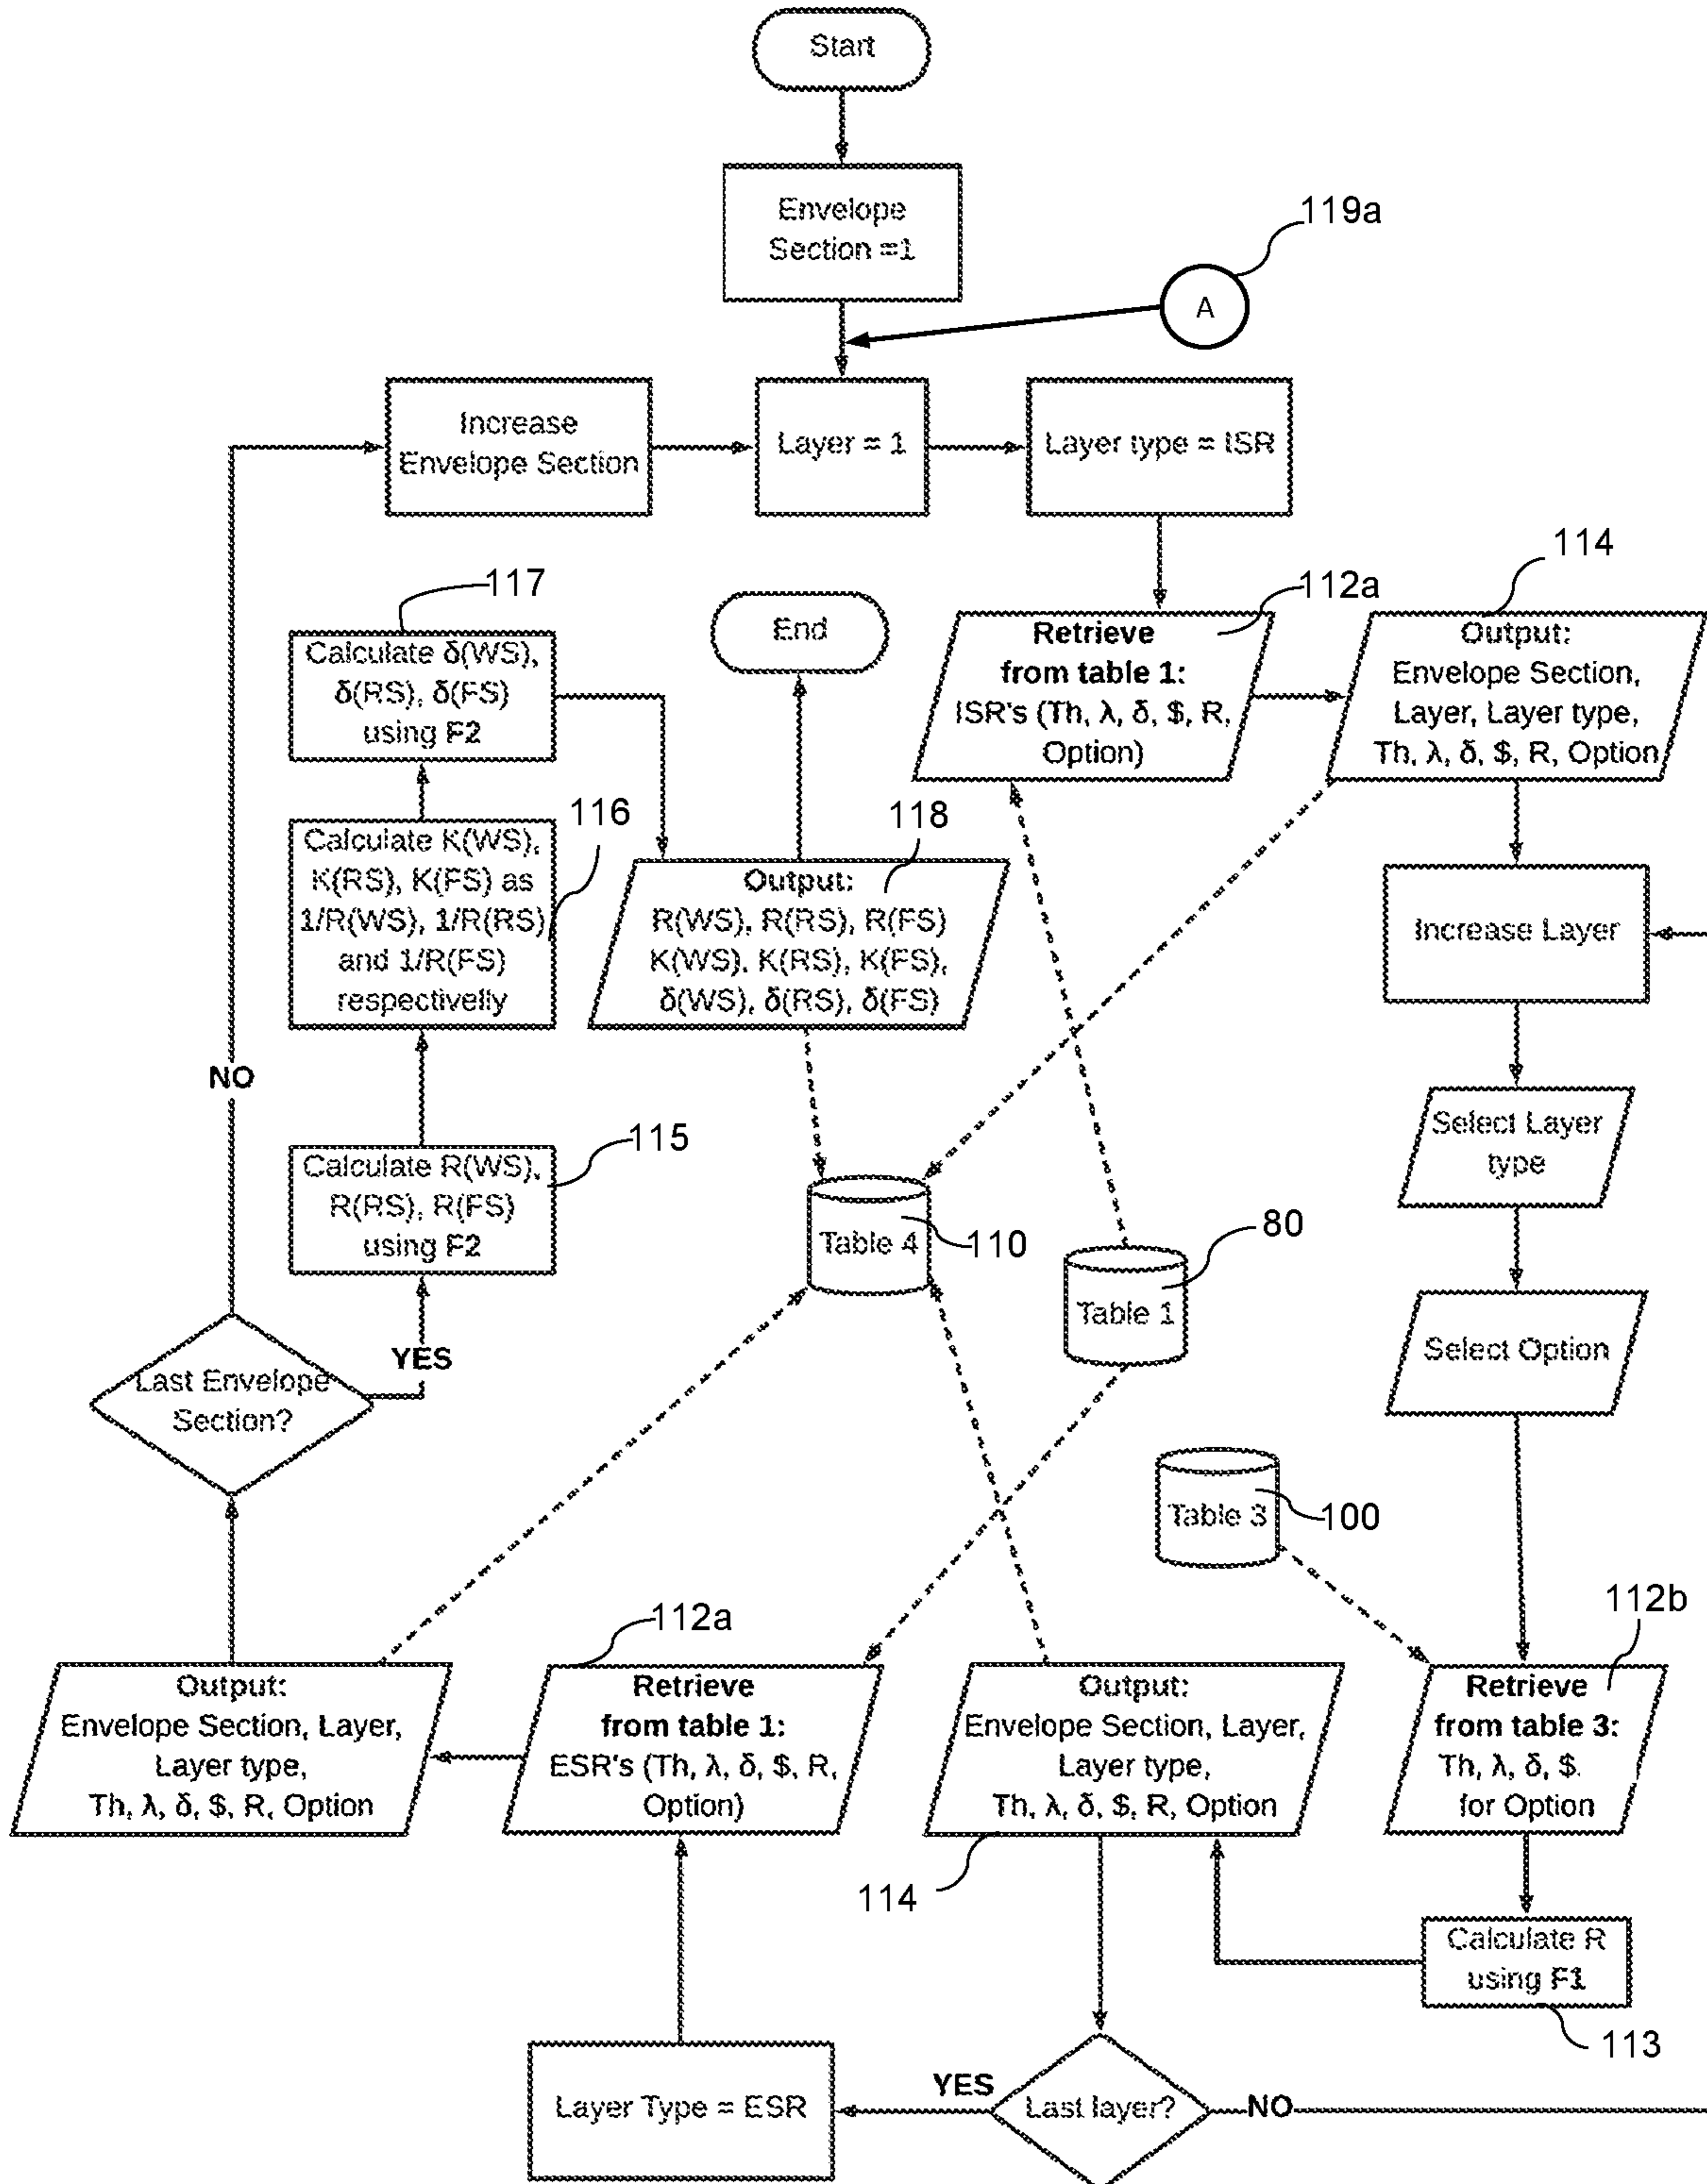 Start
Envelope
Section =1
119a
A
Increase
Envelope Section
Layer = 1
Layer type = ISR
117
Calculate δ(WS),
δ(RS), δ(FS)
using F2
End
112a
Retrieve
from table 1:
ISR's (Th, λ, δ, $, R,
Option)
114
Output:
Envelope Section,
Layer, Layer type,
Th, λ, δ, $, R, Option
116
Calculate K(WS),
K(RS), K(FS) as
1/R(WS), 1/R(RS)
and 1/R(FS)
respectivelly
118
Output:
R(WS), R(RS), R(FS)
K(WS), K(RS), K(FS),
δ(WS), δ(RS), δ(FS)
Increase Layer
NO
Select Layer
type
115
Calculate R(WS),
R(RS), R(FS)
using F2
Table 4
110
80
Table 1
Select Option
YES
Last Envelope
Section?
Table 3
100
112a
112b
Output:
Envelope Section, Layer,
Layer type,
Th, λ, δ, $, R, Option
Retrieve
from table 1:
ESR's (Th, λ, δ, $, R,
Option)
Output:
Envelope Section, Layer,
Layer type,
Th, λ, δ, $, R, Option
Retrieve
from table 3:
Th, λ, δ, $.
for Option
114
Calculate R
using F1
113
Layer Type = ESR
YES
Last layer?
NO